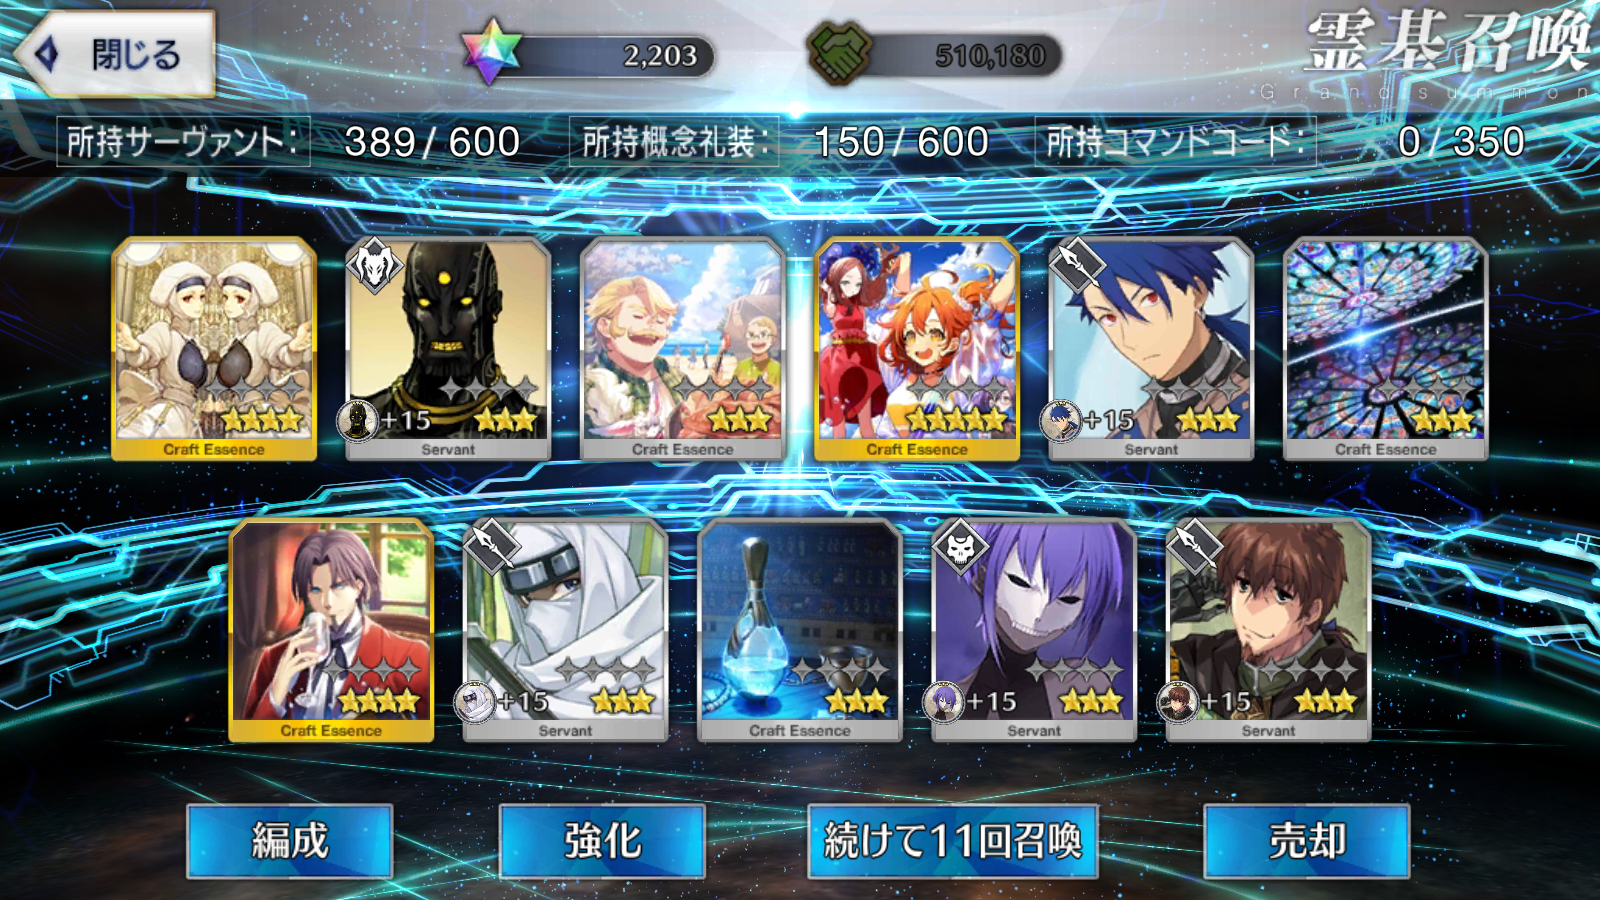 閉じる
2,203
510,180
霊基召喚
Grand summon
所持サーヴァント: 389 / 600
所持概念礼装: 150 / 600
所持コマンドコード: 0 / 350
Craft Essence
+15
Servant
Craft Essence
Craft Essence
+15
Servant
Craft Essence
Craft Essence
+15
Servant
Craft Essence
+15
Servant
+15
Servant
編成
強化
続けて11回召喚
売却